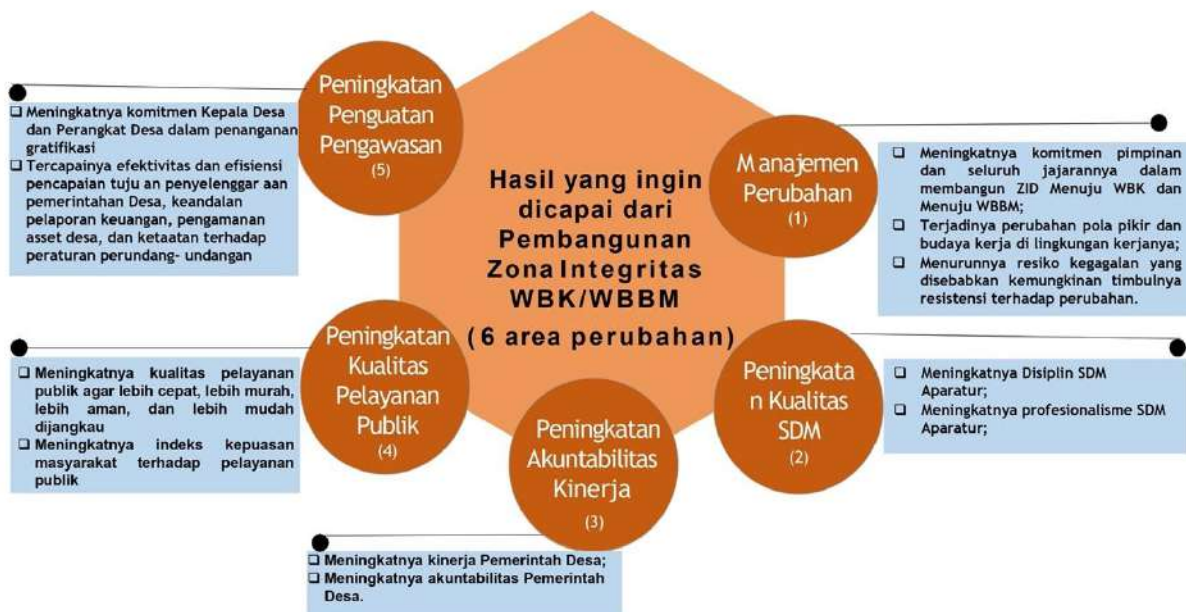 Hasil yang ingin
dicapai dari
Pembangunan
Zona Integritas
WBK/WBBM
( 6 area perubahan)
Manajemen
Perubahan
(1)
❑ Meningkatnya komitmen pimpinan
dan seluruh jajarannya dalam
membangun ZID Menuju WBK dan
Menuju WBBM;
❑ Terjadinya perubahan pola pikir dan
budaya kerja di lingkungan kerjanya;
❑ Menurunnya resiko kegagalan yang
disebabkan kemungkinan timbulnya
resistensi terhadap perubahan.
Peningkata
n Kualitas
SDM
(2)
❑ Meningkatnya Disiplin SDM
Aparatur;
❑ Meningkatnya profesionalisme SDM
Aparatur;
Peningkatan
Akuntabilitas
Kinerja
(3)
❑ Meningkatnya kinerja Pemerintah Desa;
❑ Meningkatnya akuntabilitas Pemerintah
Desa.
Peningkatan
Kualitas
Pelayanan
Publik
(4)
❑ Meningkatnya kualitas pelayanan
publik agar lebih cepat, lebih murah,
lebih aman, dan lebih mudah
dijangkau
❑ Meningkatnya indeks kepuasan
masyarakat terhadap pelayanan
publik
Peningkatan
Penguatan
Pengawasan
(5)
❑ Meningkatnya komitmen Kepala Desa
dan Perangkat Desa dalam penanganan
gratifikasi
❑ Tercapainya efektivitas dan efisiensi
pencapaian tuju an penyelenggar aan
pemerintahan Desa, keandalan
pelaporan keuangan, pengamanan
asset desa, dan ketaatan terhadap
peraturan perundang- undangan